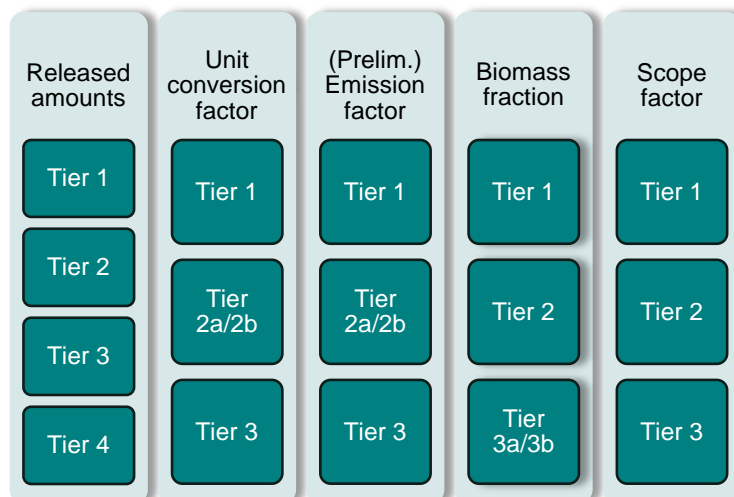 Released
amounts
Tier 1
Tier 2
Tier 3
Tier 4
Unit
conversion
factor
Tier 1
Tier
2a/2b
Tier 3
(Prelim.)
Emission
factor
Tier 1
Tier
2a/2b
Tier 3
Biomass
fraction
Tier 1
Tier 2
Tier
3a/3b
Scope
factor
Tier 1
Tier 2
Tier 3